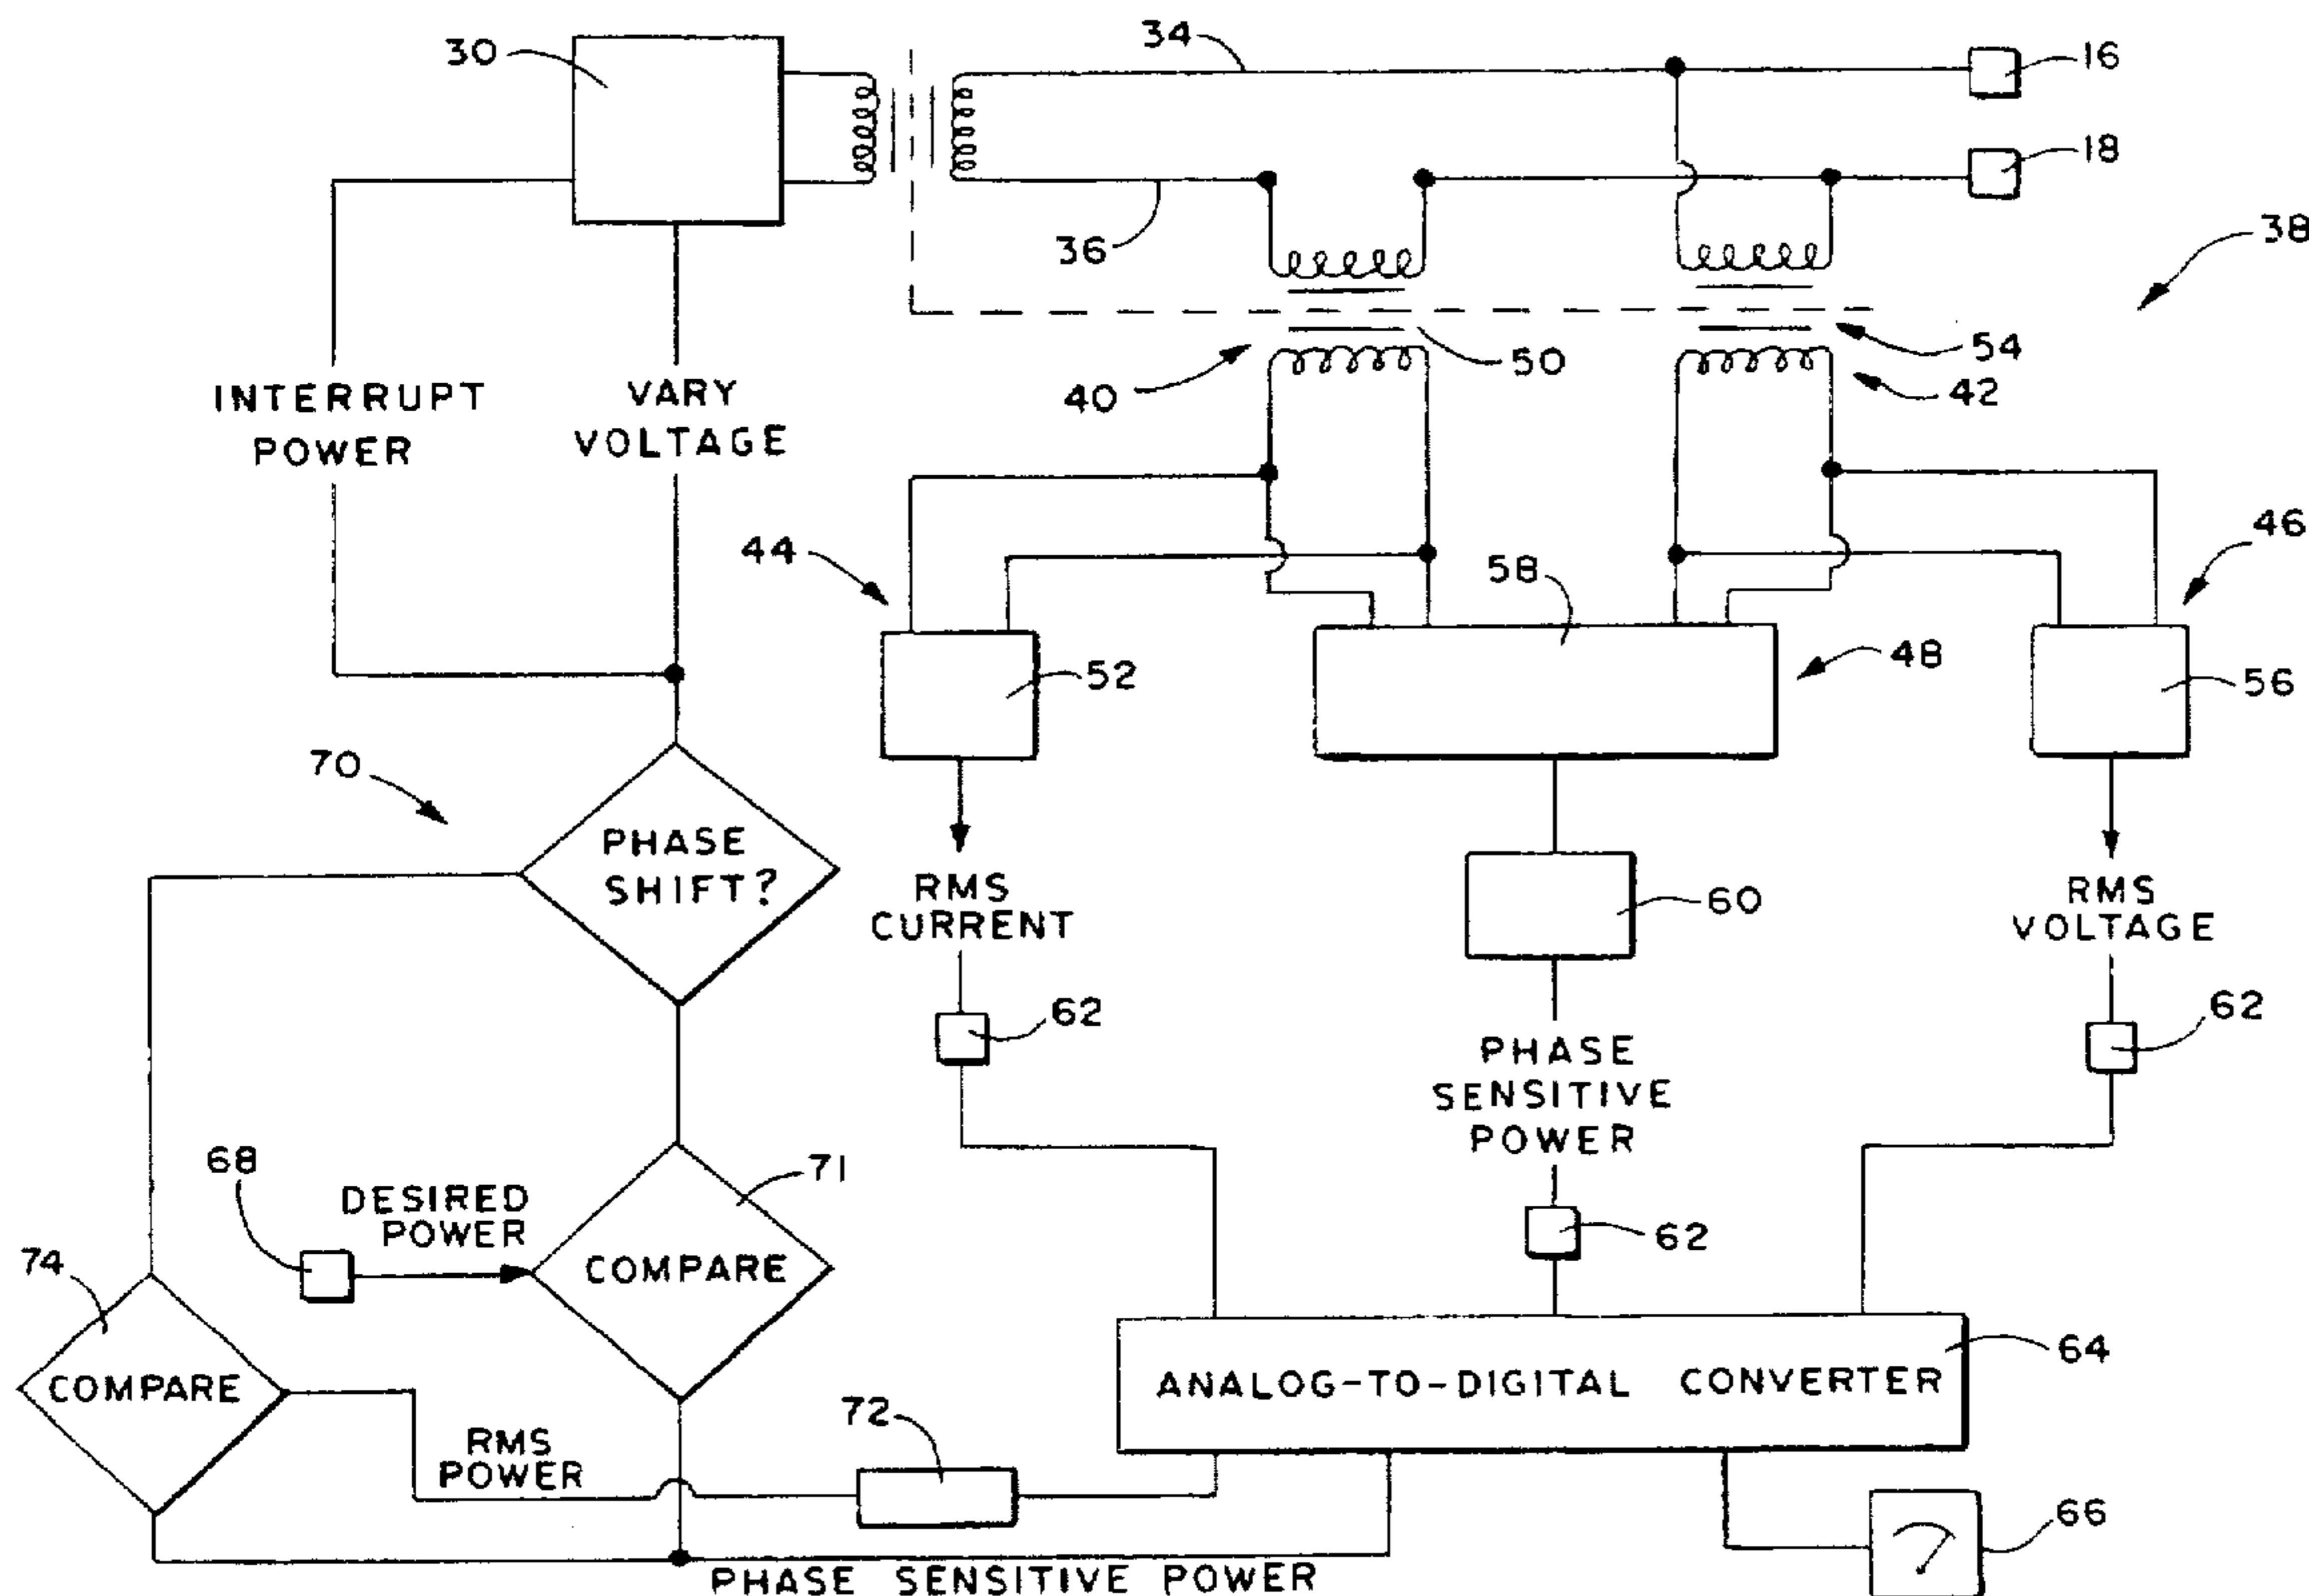 30
34
16
18
36
38
50
54
40
42
INTERRUPT
POWER
VARY
VOLTAGE
44
58
46
52
48
56
70
PHASE
SHIFT?
RMS
CURRENT
60
RMS
VOLTAGE
62
62
PHASE
SENSITIVE
POWER
68
DESIRED
POWER
71
62
74
COMPARE
COMPARE
64
ANALOG-TO-DIGITAL CONVERTER
72
RMS
POWER
66
PHASE SENSITIVE POWER